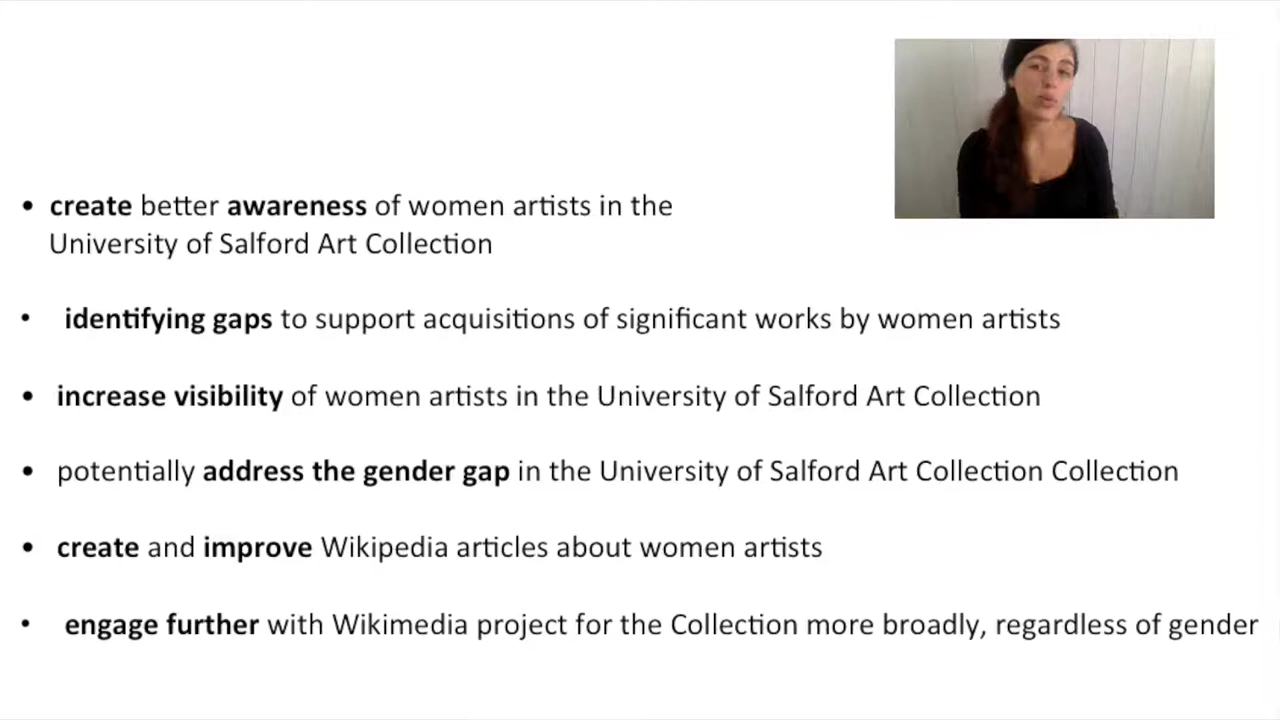 • create better awareness of women artists in the
University of Salford Art Collection
• identifying gaps to support acquisitions of significant works by women artists
• increase visibility of women artists in the University of Salford Art Collection
• potentially address the gender gap in the University of Salford Art Collection Collection
• create and improve Wikipedia articles about women artists
• engage further with Wikimedia project for the Collection more broadly, regardless of gender